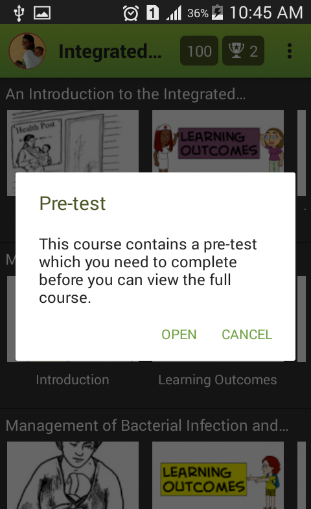 1 36% 10:45 AM
Integrated... 100 2
An Introduction to the Integrated...
Health Post
LEARNING
OUTCOMES
Pre-test
This course contains a pre-test
which you need to complete
before you can view the full
course.
OPEN CANCEL
M
Introduction Learning Outcomes
Management of Bacterial Infection and...
LEARNING
OUTCOMES